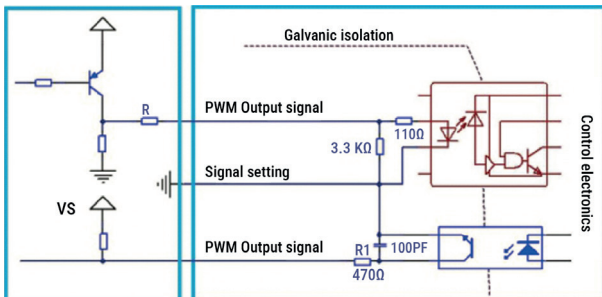 Galvanic isolation
R
PWM Output signal
110Ω
3.3 KΩ
Signal setting
VS
PWM Output signal
R1
470Ω
100PF
Control electronics